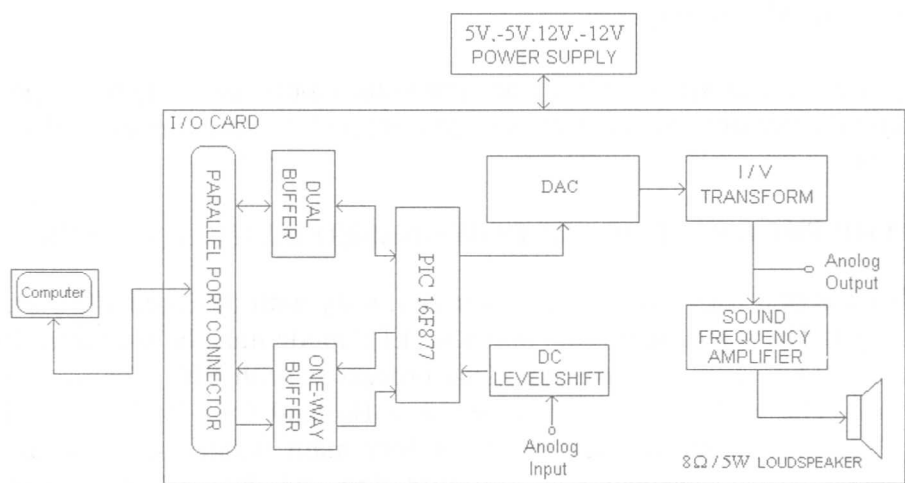 5V,-5V,12V,-12V
POWER SUPPLY
I/O CARD
PARALLEL PORT CONNECTOR
DUAL
BUFFER
DAC
I/V
TRANSFORM
PIC 16F877
Computer
Anolog
Output
ONE-WAY
BUFFER
DC
LEVEL SHIFT
SOUND
FREQUENCY
AMPLIFIER
Anolog
Input
8Ω/5W LOUDSPEAKER